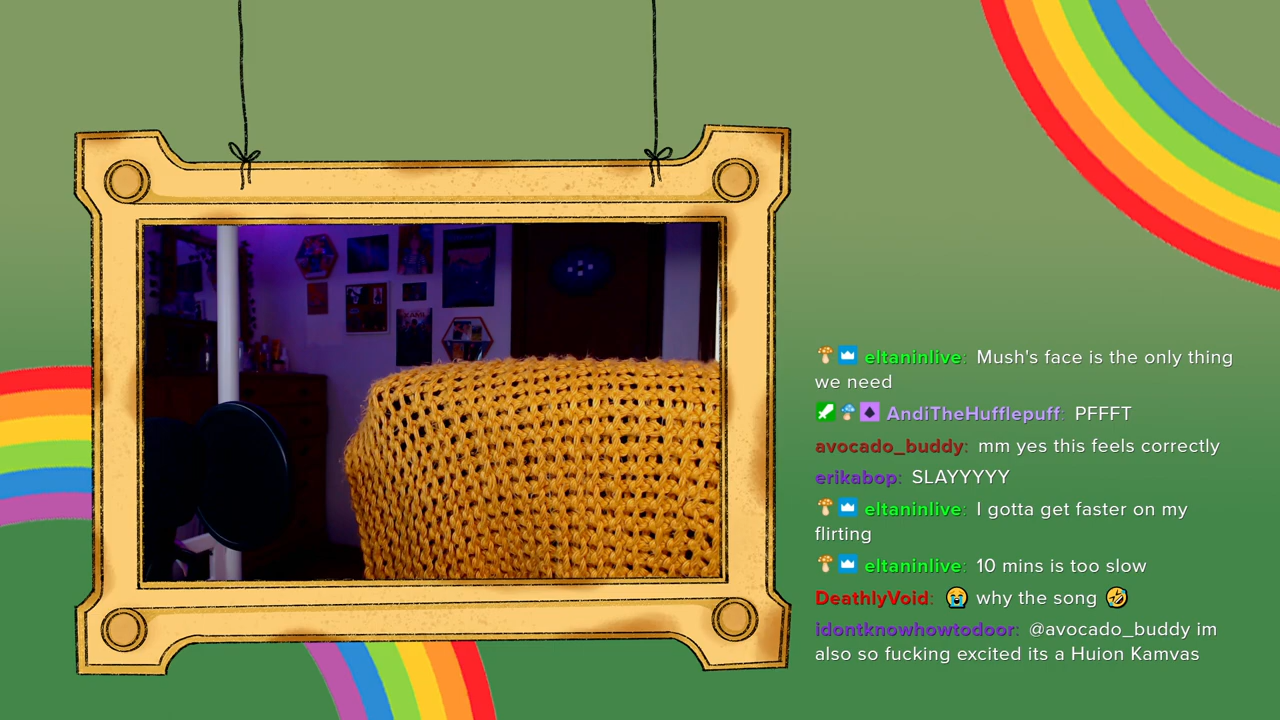 eltaninlive: Mush's face is the only thing
we need
AndiTheHufflepuff: PFFFT
avocado_buddy: mm yes this feels correctly
erikabop: SLAYYYYY
eltaninlive: I gotta get faster on my
flirting
eltaninlive: 10 mins is too slow
DeathlyVoid: 😭 why the song 🤣
idontknowhowtodoor: @avocado_buddy im
also so fucking excited its a Huion Kamvas